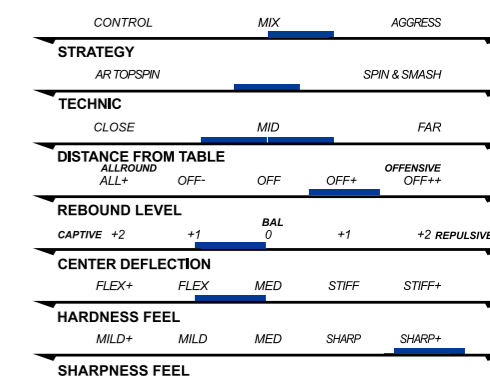 CONTROL MIX AGGRESS
STRATEGY
AR TOPSPIN SPIN & SMASH
TECHNIC
CLOSE MID FAR
DISTANCE FROM TABLE
ALLROUND OFFENSIVE
ALL+ OFF- OFF OFF+ OFF++
REBOUND LEVEL
BAL
CAPTIVE +2 +1 0 +1 +2 REPULSIVE
CENTER DEFLECTION
FLEX+ FLEX MED STIFF STIFF+
HARDNESS FEEL
MILD+ MILD MED SHARP SHARP+
SHARPNESS FEEL